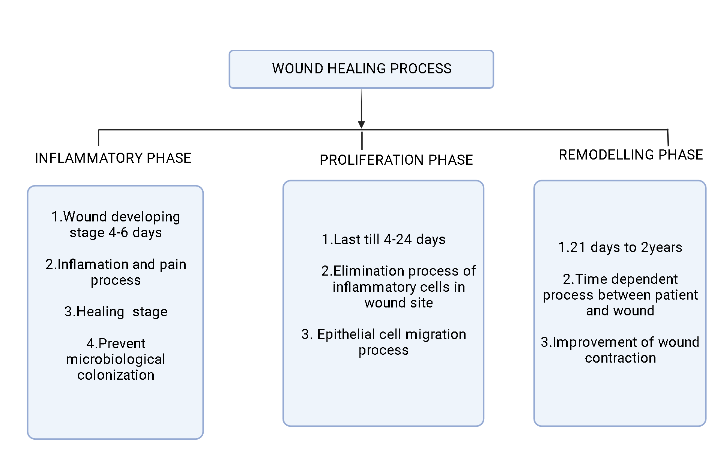 WOUND HEALING PROCESS
INFLAMMATORY PHASE
1.Wound developing
stage 4-6 days
2.Inflamation and pain
process
3.Healing stage
4.Prevent
microbiological
colonization
PROLIFERATION PHASE
1.Last till 4-24 days
2.Elimination process of
inflammatory cells in
wound site
3. Epithelial cell migration
process
REMODELLING PHASE
1.21 days to 2years
2.Time dependent
process between patient
and wound
3.Improvement of wound
contraction